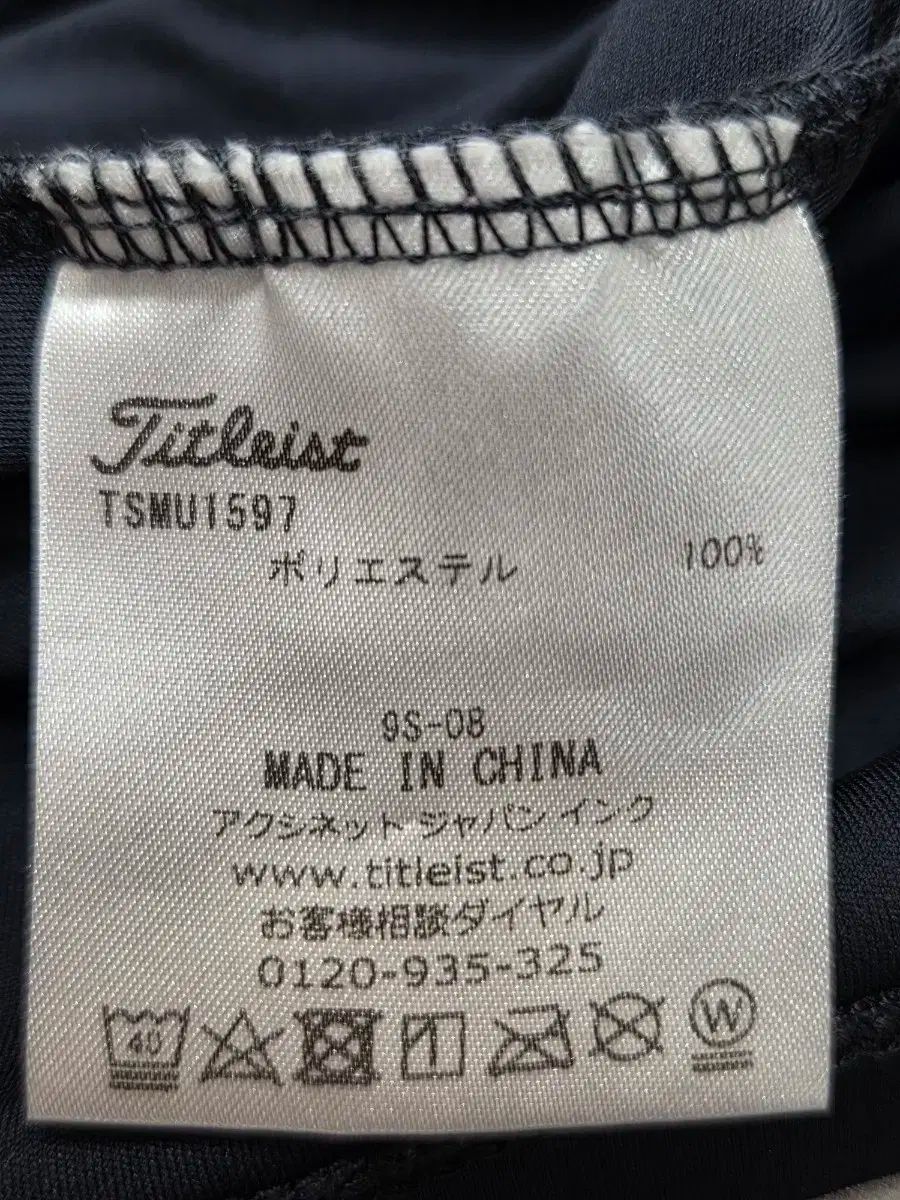 Titleist
TSMU1597
ポリエステル 100%
9S-08
MADE IN CHINA
アクシネット ジャパン インク
www.titleist.co.jp
お客様相談ダイヤル
0120-935-325
40 W